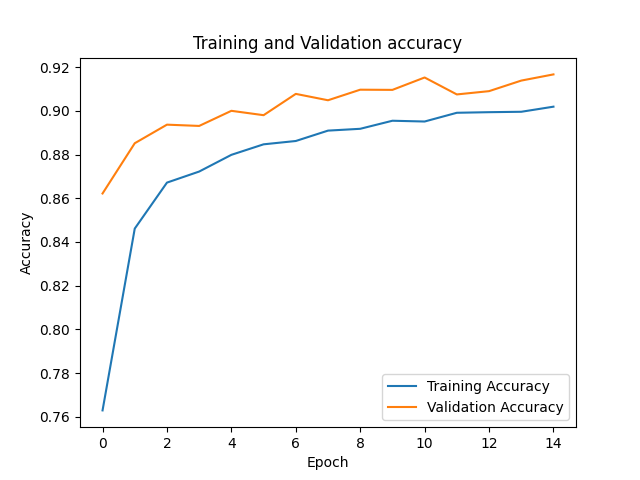 Training and Validation accuracy
0.92
0.90
0.88
0.86
0.84
0.82
0.80
0.78
0.76
Accuracy
Training Accuracy
Validation Accuracy
0 2 4 6 8 10 12 14
Epoch